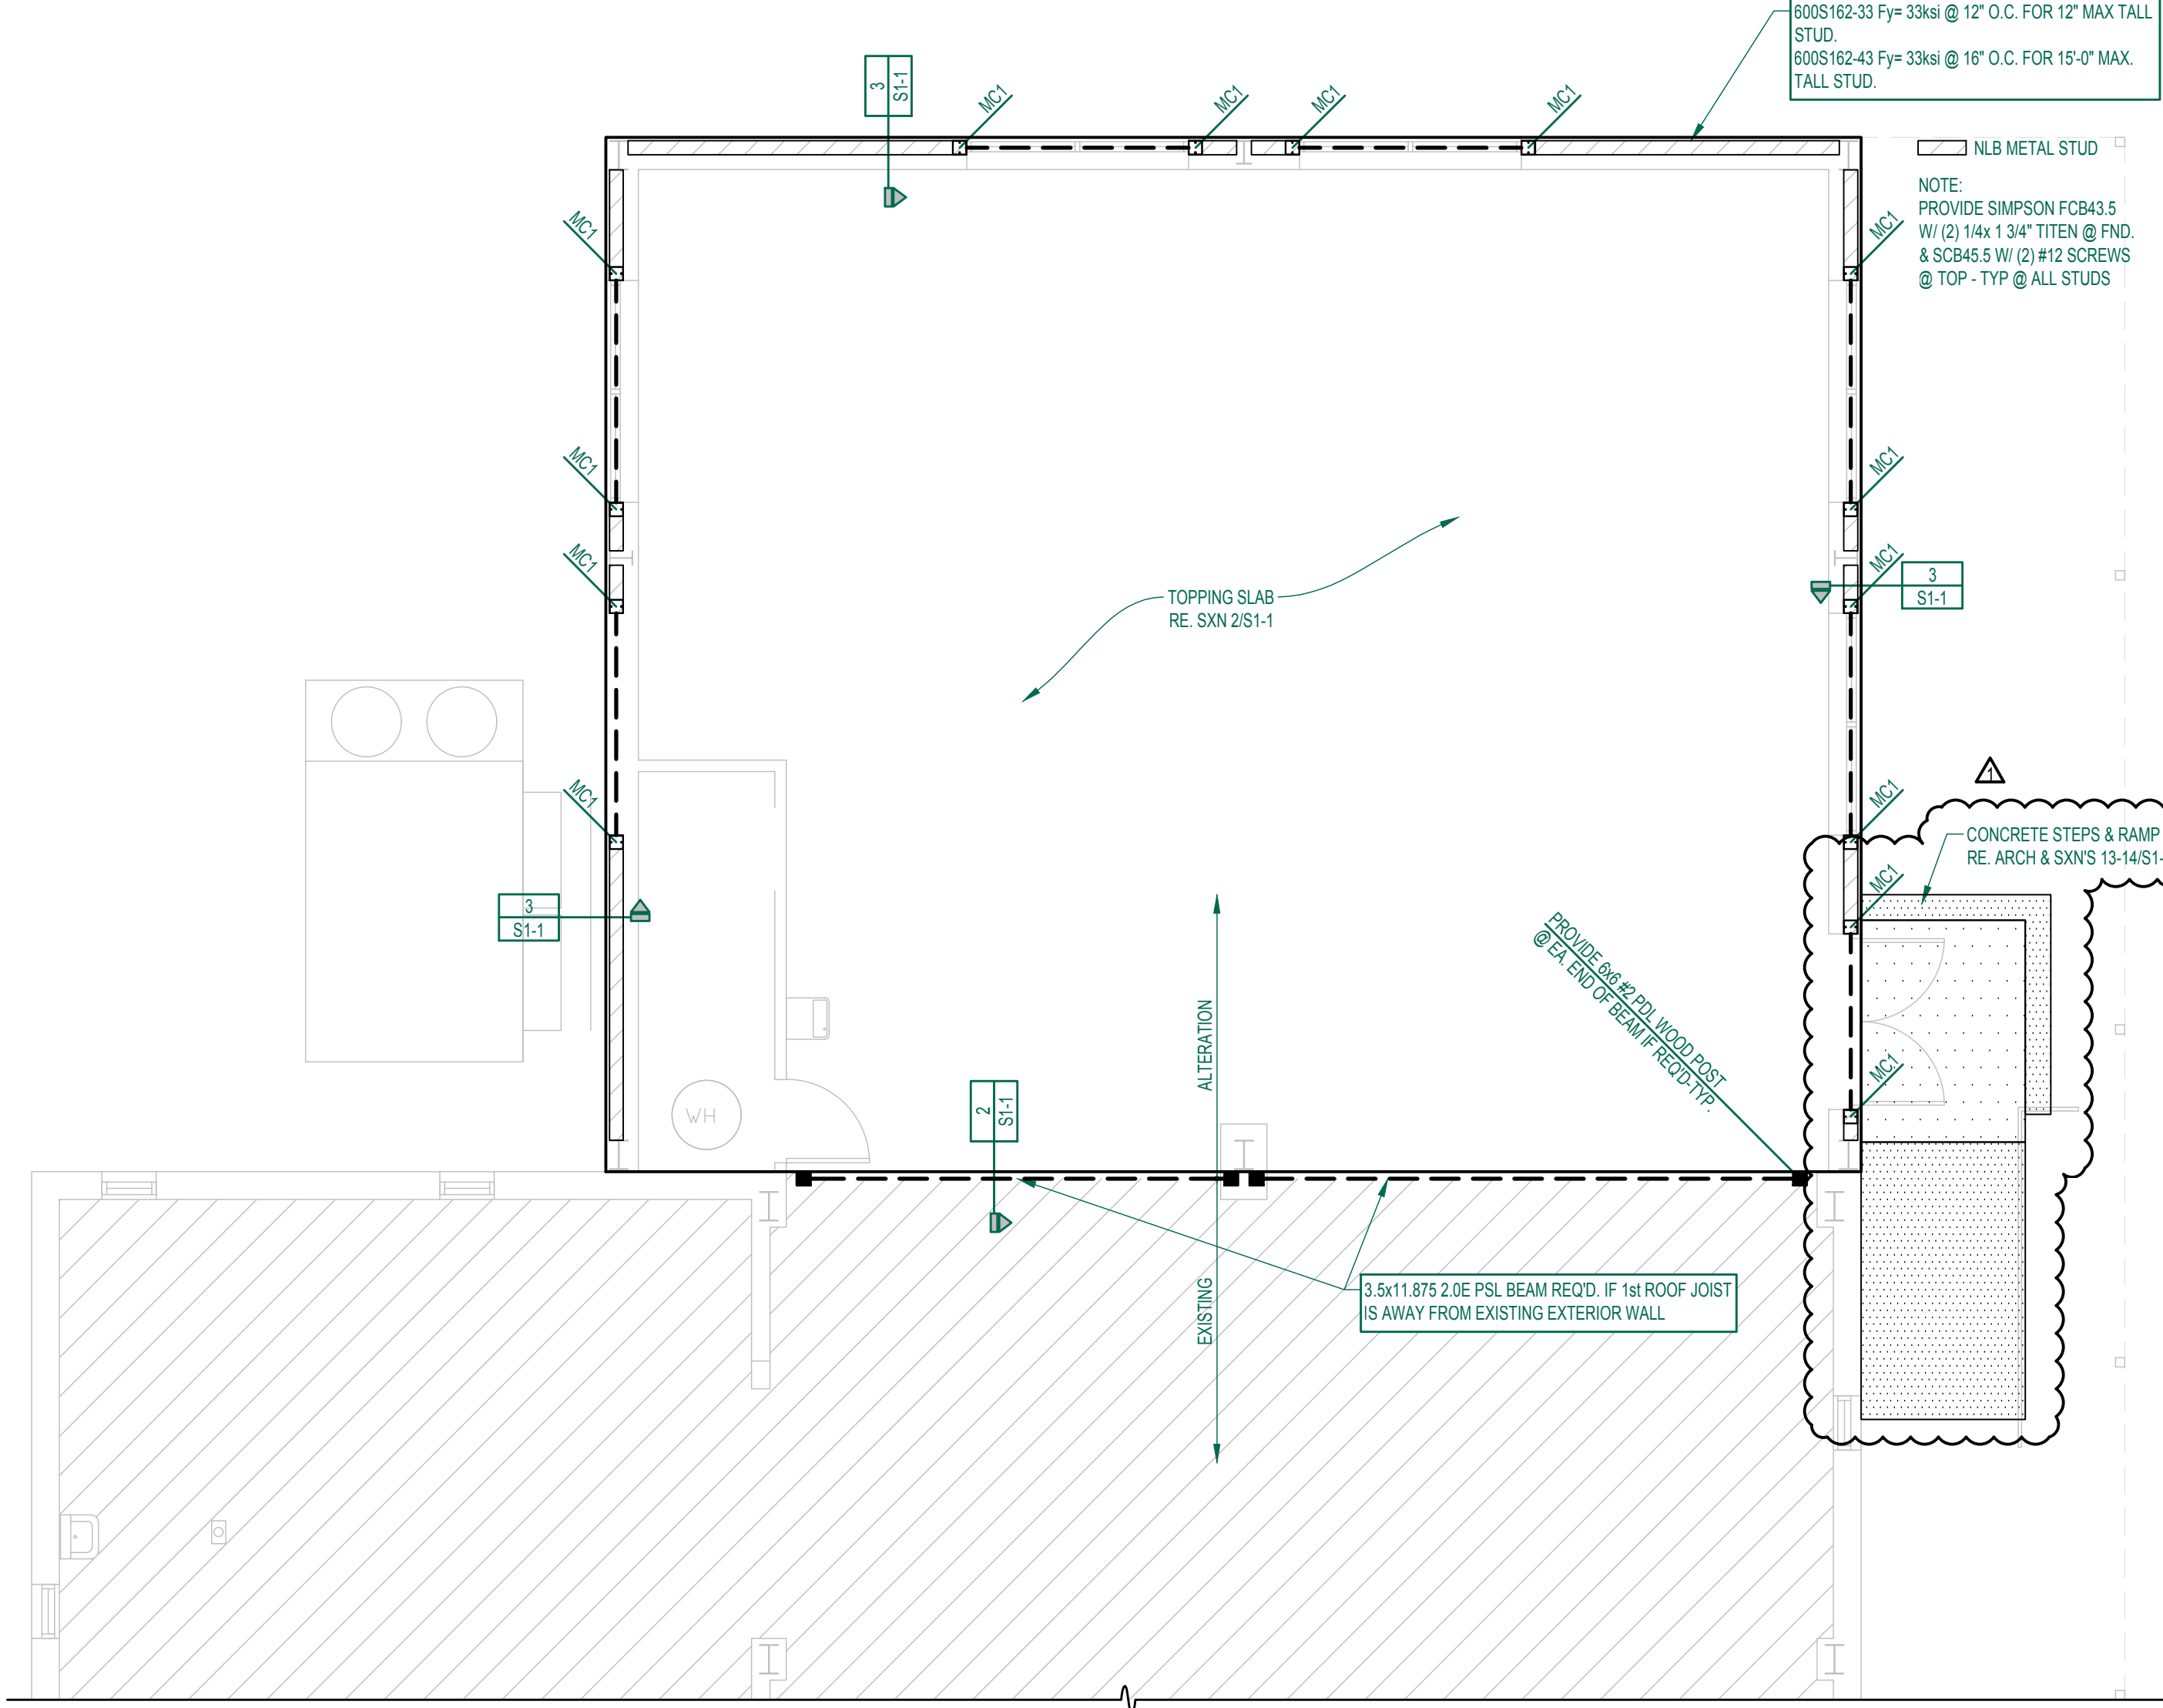 600S162-33 Fy= 33ksi @ 12" O.C. FOR 12" MAX TALL
STUD.
600S162-43 Fy= 33ksi @ 16" O.C. FOR 15'-0" MAX.
TALL STUD.
3
S1-1
MC1
MC1
MC1
MC1
NLB METAL STUD
NOTE:
PROVIDE SIMPSON FCB43.5
W/ (2) 1/4x 1 3/4" TITEN @ FND.
& SCB45.5 W/ (2) #12 SCREWS
@ TOP - TYP @ ALL STUDS
MC1
MC1
MC1
MC1
MC1
MC1
3
S1-1
TOPPING SLAB
RE. SXN 2/S1-1
1
MC1
MC1
CONCRETE STEPS & RAMP
RE. ARCH & SXN'S 13-14/S1-
MC1
3
S1-1
PROVIDE 6x6 #2 PDL WOOD POST
@ EA. END OF BEAM IF REQ'D-TYP.
ALTERATION
MC1
2
S1-1
WH
EXISTING
3.5x11.875 2.0E PSL BEAM REQ'D. IF 1st ROOF JOIST
IS AWAY FROM EXISTING EXTERIOR WALL